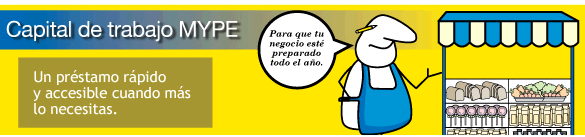 Capital de trabajo MYPE
Un préstamo rápido
y accesible cuando más
lo necesitas.
Para que tu
negocio esté
preparado
todo el año.